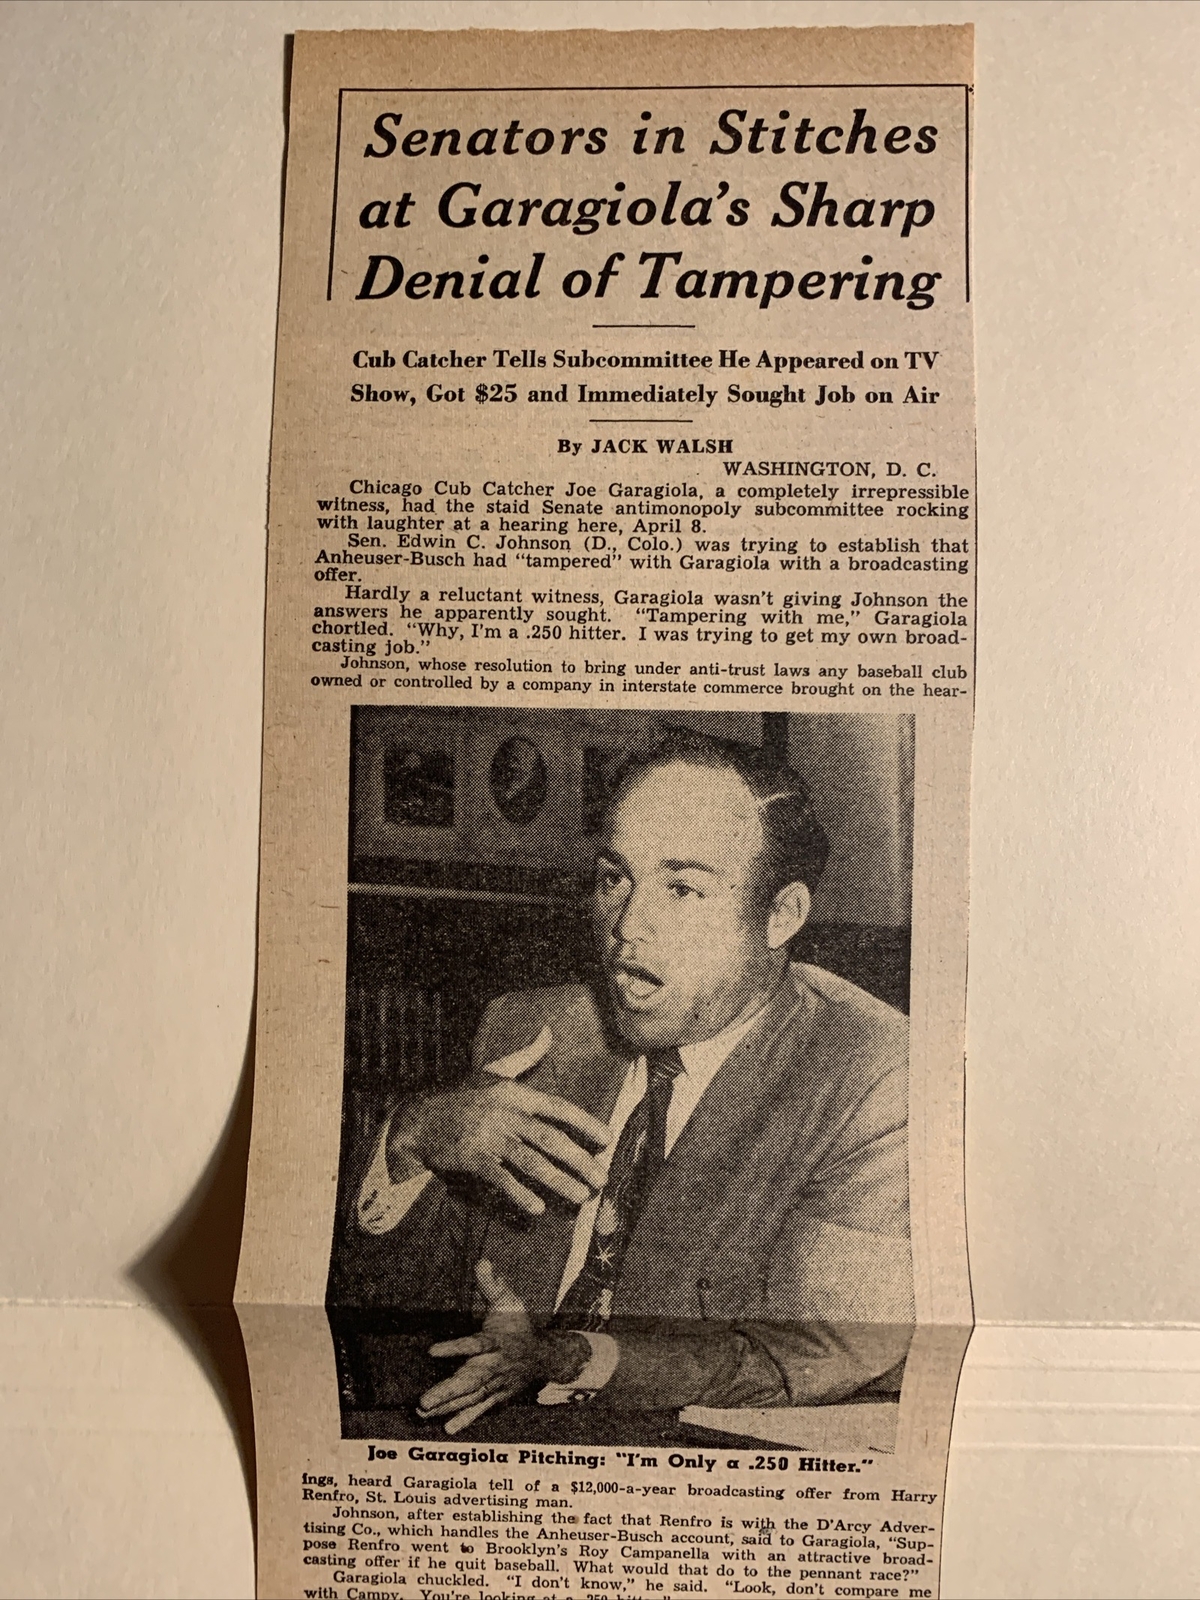 Senators in Stitches
at Garagiola's Sharp
Denial of Tampering
Cub Catcher Tells Subcommittee He Appeared on TV
Show, Got $25 and Immediately Sought Job on Air
By JACK WALSH
WASHINGTON, D. C.
Chicago Cub Catcher Joe Garagiola, a completely irrepressible
witness, had the staid Senate antimonopoly subcommittee rocking
with laughter at a hearing here, April 8.
Sen. Edwin C. Johnson (D., Colo.) was trying to establish that
Anheuser-Busch had "tampered" with Garagiola with a broadcasting
offer.
Hardly a reluctant witness, Garagiola wasn't giving Johnson the
answers he apparently sought. "Tampering with me," Garagiola
chortled. "Why, I'm a .250 hitter. I was trying to get my own broad-
casting job."
Johnson, whose resolution to bring under anti-trust laws any baseball club
owned or controlled by a company in interstate commerce brought on the hear-
Joe Garagiola Pitching: "I'm Only a .250 Hitter."
ings, heard Garagiola tell of a $12,000-a-year broadcasting offer from Harry
Renfro, St. Louis advertising man.
Johnson, after establishing the fact that Renfro is with the D'Arcy Adver-
tising Co., which handles the Anheuser-Busch account, said to Garagiola, "Sup-
pose Renfro went to Brooklyn's Roy Campanella with an attractive broad-
casting offer if he quit baseball. What would that do to the pennant race?"
Garagiola chuckled. "I don't know," he said. "Look, don't compare me
with Campy. You're looking at a .250 hitter."